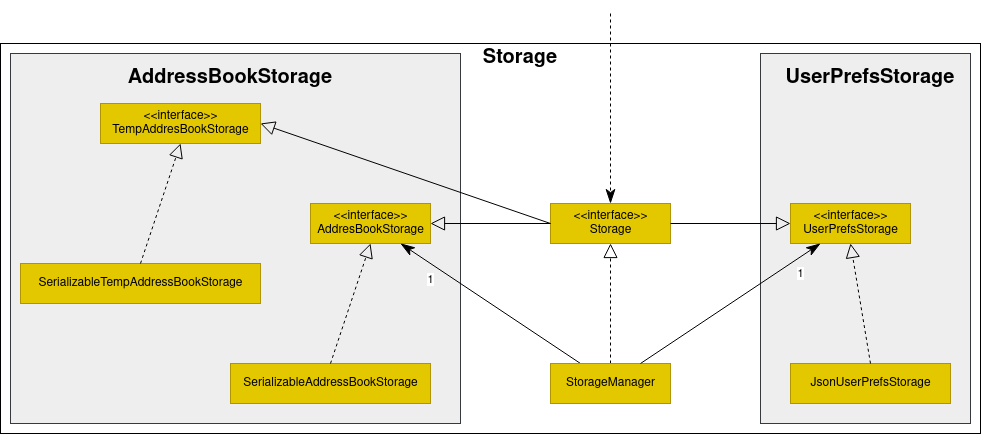 Storage
AddressBookStorage
UserPrefsStorage
<<interface>>
TempAddresBookStorage
<<interface>>
AddresBookStorage
<<interface>>
Storage
<<interface>>
UserPrefsStorage
1
1
SerializableTempAddressBookStorage
SerializableAddressBookStorage
StorageManager
JsonUserPrefsStorage